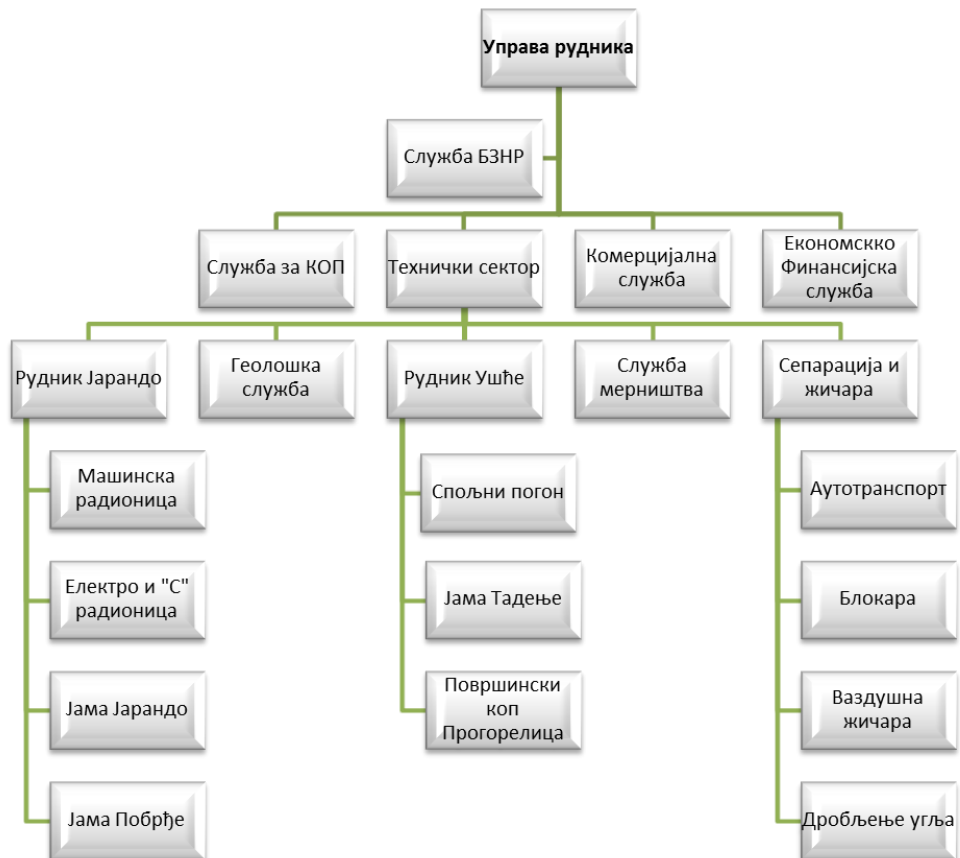 Управа рудника
Служба БЗНР
Служба за КОП
Технички сектор
Комерцијална
служба
Економскко
Финансијска
служба
Рудник Јарандо
Геолошка
служба
Рудник Ушће
Служба
мерништва
Сепарација и
жичара
Машинска
радионица
Електро и "С"
радионица
Јама Јарандо
Јама Побрђе
Спољни погон
Јама Тадење
Површински
коп
Прогорелица
Аутотранспорт
Блокара
Ваздушна
жичара
Дробљење угља